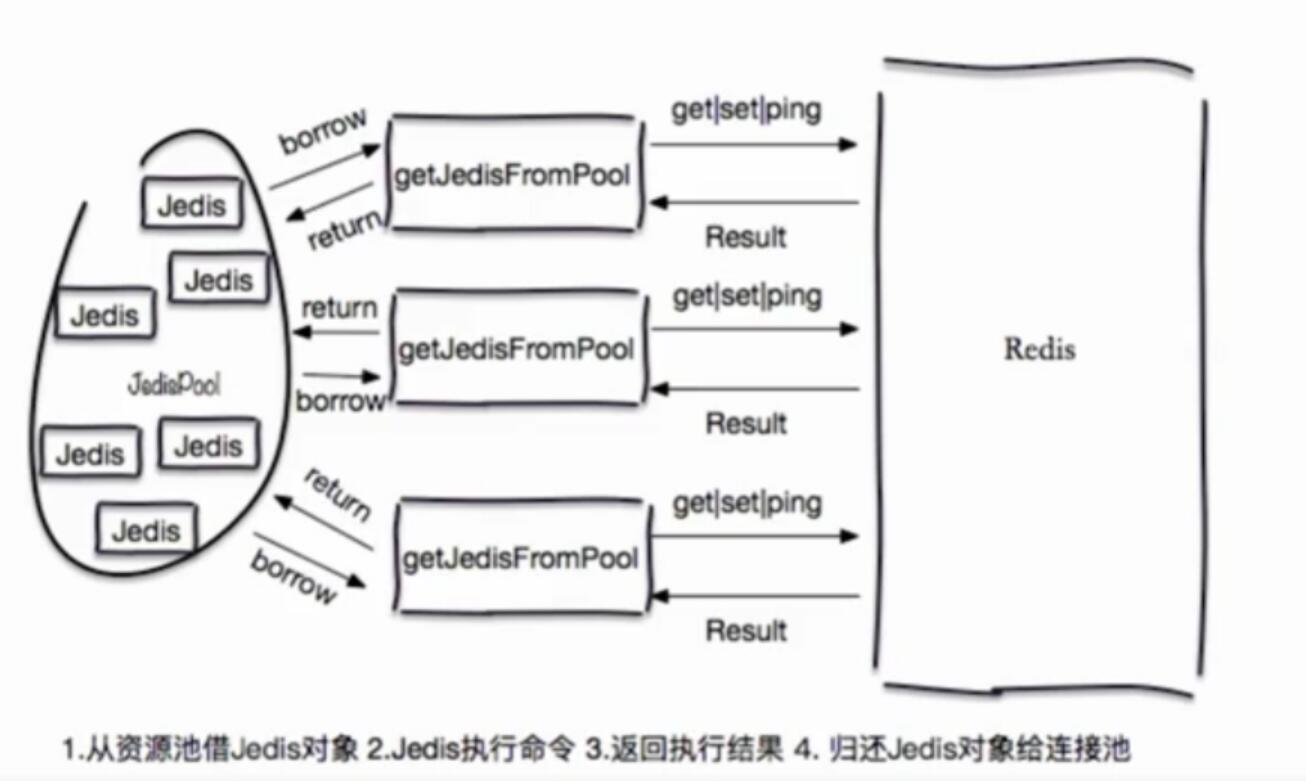 get|set|ping
borrow
getJedisFromPool
Jedis
return
Result
Jedis
get|set|ping
return
Jedis
getJedisFromPool
Redis
JedisPool
borrow
Result
Jedis
Jedis
return
get|set|ping
Jedis
getJedisFromPool
borrow
Result
1.从资源池借Jedis对象 2.Jedis执行命令 3.返回执行结果 4. 归还Jedis对象给连接池